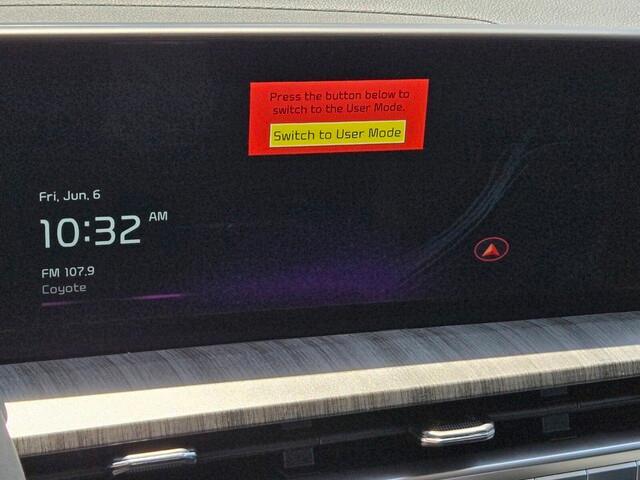 Press the button below to
switch to the User Mode.
Switch to User Mode
Fri, Jun. 6
10:32 AM
FM 107.9
Coyote